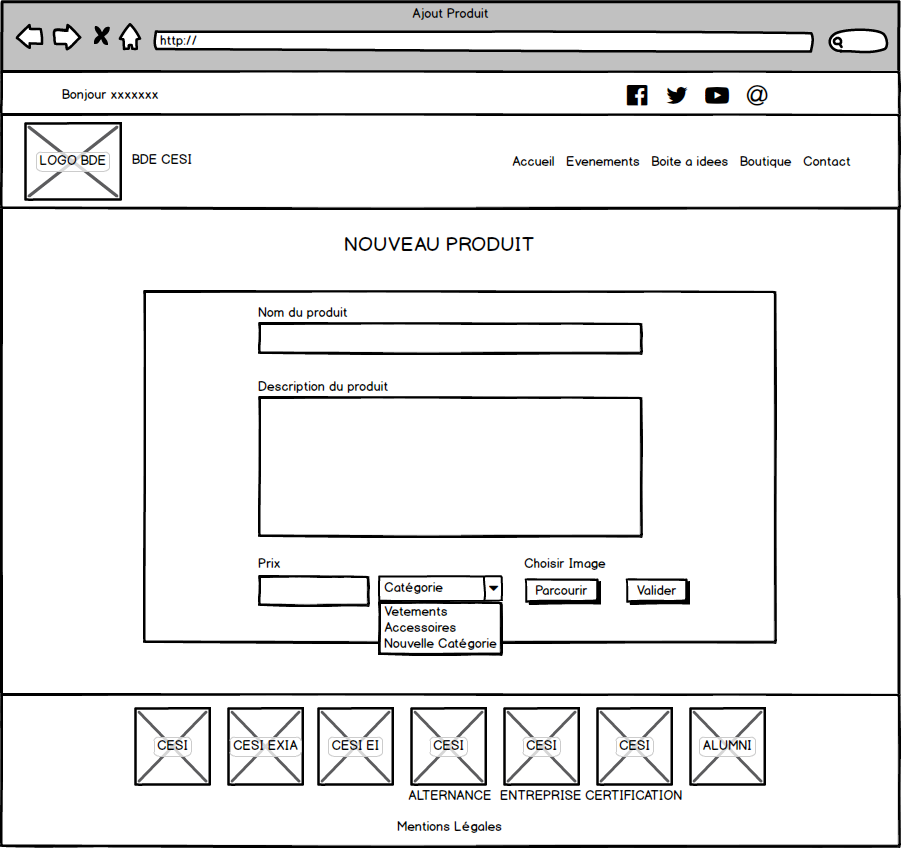 Ajout Produit
http://
Bonjour xxxxxxx
LOGO BDE
BDE CESI
Accueil Evenements Boite a idees Boutique Contact
NOUVEAU PRODUIT
Nom du produit
Description du produit
Prix
Choisir Image
Catégorie
Parcourir
Valider
Vetements
Accessoires
Nouvelle Catégorie
CESI
CESI EXIA
CESI EI
CESI
CESI
CESI
ALUMNI
ALTERNANCE
ENTREPRISE
CERTIFICATION
Mentions Légales